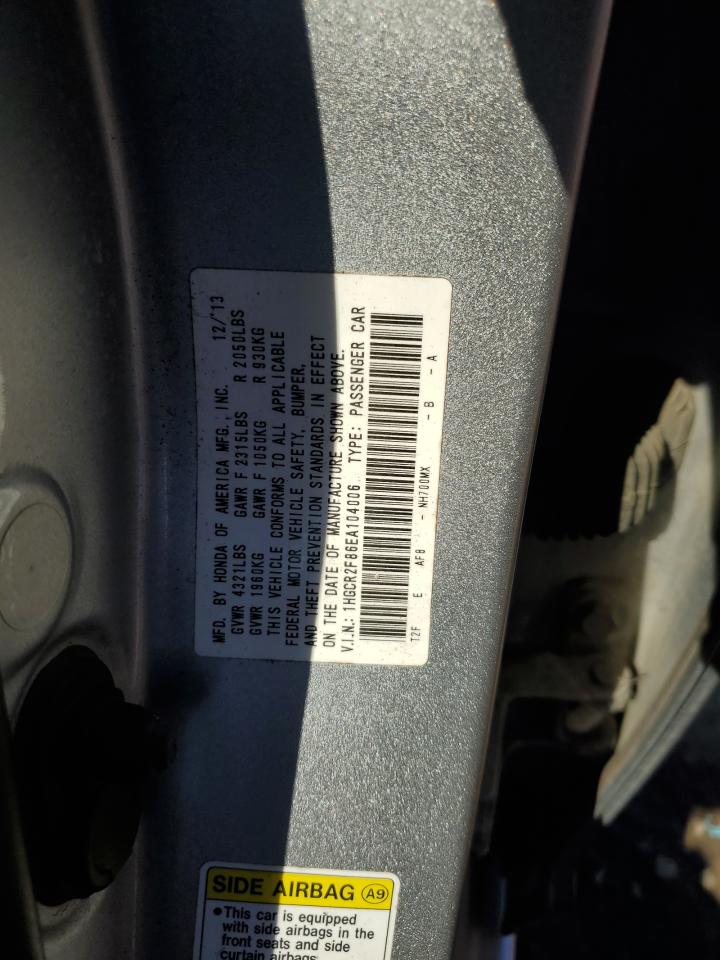 MFD. BY HONDA OF AMERICA MFG., INC. 12/'13
GVWR 4321LBS GAWR F 2315LBS R 2050LBS
GVWR 1960KG GAWR F 1050KG R 930KG
THIS VEHICLE CONFORMS TO ALL APPLICABLE
FEDERAL MOTOR VEHICLE SAFETY, BUMPER,
AND THEFT PREVENTION STANDARDS IN EFFECT
ON THE DATE OF MANUFACTURE SHOWN ABOVE.
V.I.N.: 1HGCR2F86EA104006 TYPE: PASSENGER CAR
T2F E AF8 - NH700MX - B - A
SIDE AIRBAG A9
•This car is equipped
with side airbags in the
front seats and side
curtain airbags